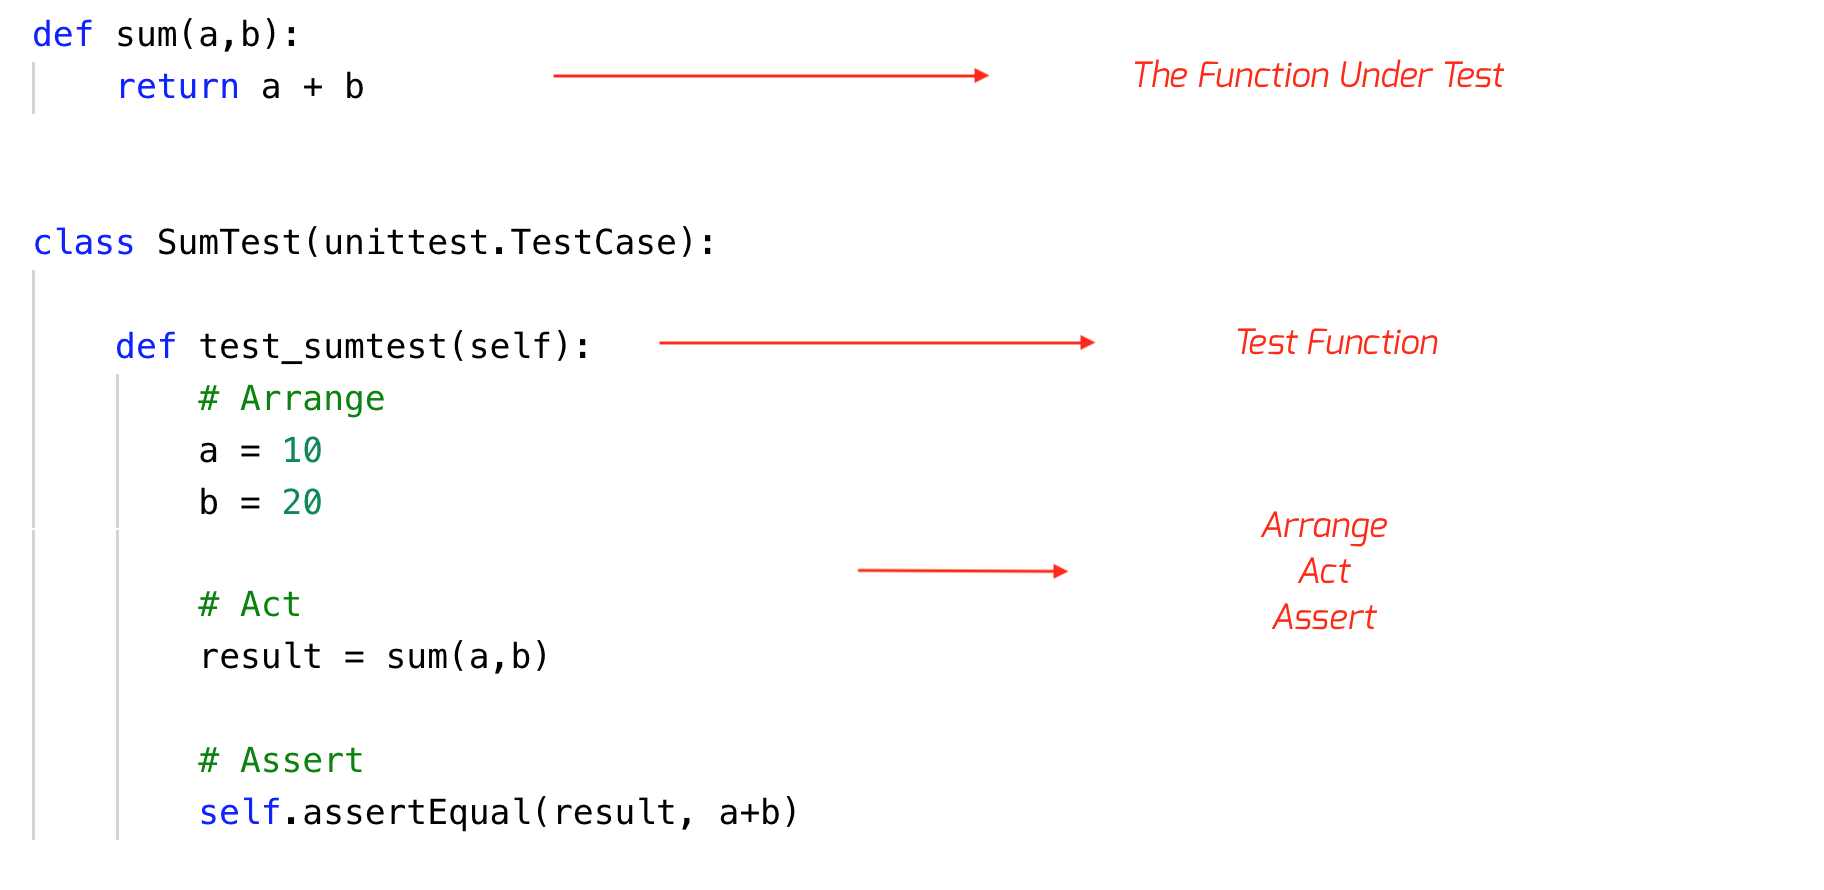 def sum(a,b):
    return a + b
The Function Under Test
class SumTest(unittest.TestCase):
    def test_sumtest(self):
Test Function
        # Arrange
        a = 10
        b = 20
Arrange
Act
Assert
        # Act
        result = sum(a,b)
        # Assert
        self.assertEqual(result, a+b)